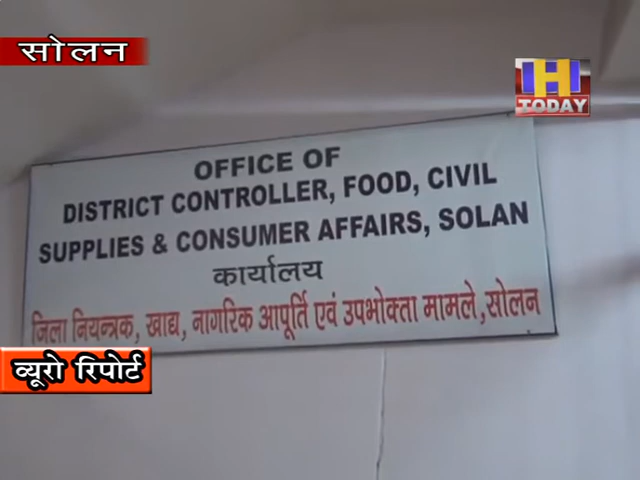 सोलन
H
TODAY
OFFICE OF
DISTRICT CONTROLLER, FOOD, CIVIL
SUPPLIES & CONSUMER AFFAIRS, SOLAN
कार्यालय
जिला नियन्त्रक, खाद्य, नागरिक आपूर्ति एवं उपभोक्ता मामले,सोलन
व्यूरो रिपोर्ट